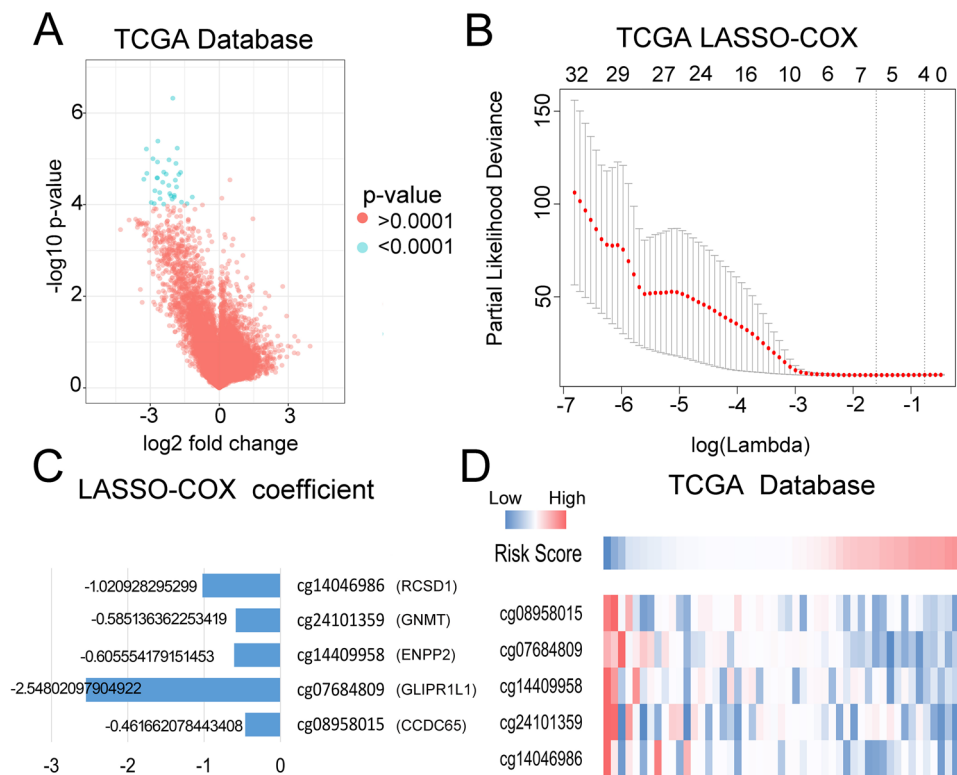 A
TCGA Database
6
4
2
0
-log10 p-value
-3
0
3
log2 fold change
p-value
>0.0001
<0.0001
B
TCGA LASSO-COX
32 29 27 24 16 10 6 7 5 4 0
150
100
50
Partial Likelihood Deviance
-7 -6 -5 -4 -3 -2 -1
log(Lambda)
C
LASSO-COX coefficient
-1.020928295299 cg14046986 (RCSD1)
-0.585136362253419 cg24101359 (GNMT)
-0.605554179151453 cg14409958 (ENPP2)
-2.54802097904922 cg07684809 (GLIPR1L1)
-0.461662078443408 cg08958015 (CCDC65)
-3 -2 -1 0
D
TCGA Database
Low High
Risk Score
cg08958015
cg07684809
cg14409958
cg24101359
cg14046986